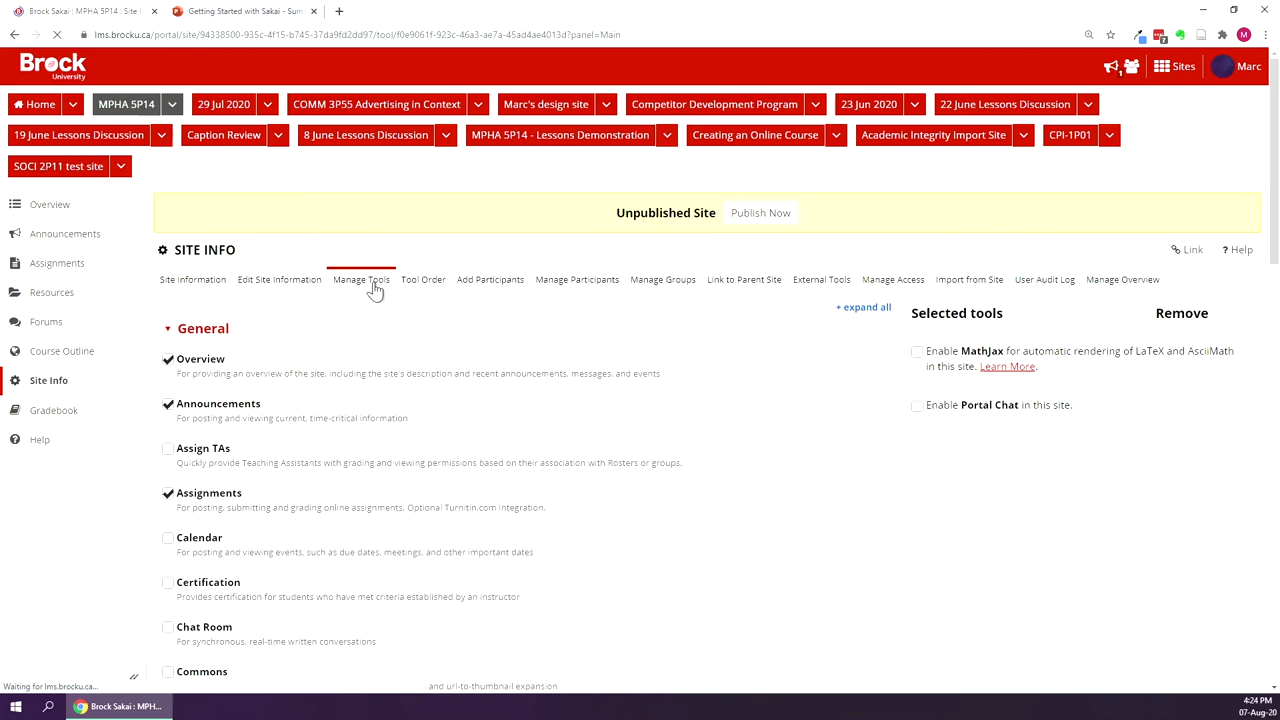 Brock Sakai : MPHA 5P14 : Site I
Getting Started with Sakai - Sum
lms.brocku.ca/portal/site/94338500-935c-4f15-b745-37da9fd2dd97/tool/f0e9061f-923c-46a3-ae7a-45ad4ae4013d?panel=Main
Brock University
1
Sites
Marc
Home
MPHA 5P14
29 Jul 2020
COMM 3P55 Advertising in Context
Marc's design site
Competitor Development Program
23 Jun 2020
22 June Lessons Discussion
19 June Lessons Discussion
Caption Review
8 June Lessons Discussion
MPHA 5P14 - Lessons Demonstration
Creating an Online Course
Academic Integrity Import Site
CPI-1P01
SOCI 2P11 test site
Overview
Announcements
Assignments
Resources
Forums
Course Outline
Site Info
Gradebook
Help
Unpublished Site
Publish Now
SITE INFO
Link
? Help
Site Information
Edit Site Information
Manage Tools
Tool Order
Add Participants
Manage Participants
Manage Groups
Link to Parent Site
External Tools
Manage Access
Import from Site
User Audit Log
Manage Overview
+ expand all
General
Overview
For providing an overview of the site, including the site's description and recent announcements, messages, and events
Announcements
For posting and viewing current, time-critical information
Assign TAs
Quickly provide Teaching Assistants with grading and viewing permissions based on their association with Rosters or groups.
Assignments
For posting, submitting and grading online assignments. Optional Turnitin.com Integration.
Calendar
For posting and viewing events, such as due dates, meetings, and other important dates
Certification
Provides certification for students who have met criteria established by an instructor
Chat Room
For synchronous, real-time written conversations
Commons
and url-to-thumbnail expansion
Selected tools
Remove
Enable MathJax for automatic rendering of LaTeX and AsciiMath
in this site. Learn More.
Enable Portal Chat in this site.
Waiting for lms.brocku.ca...
Brock Sakai : MPH...
4:24 PM
07-Aug-20